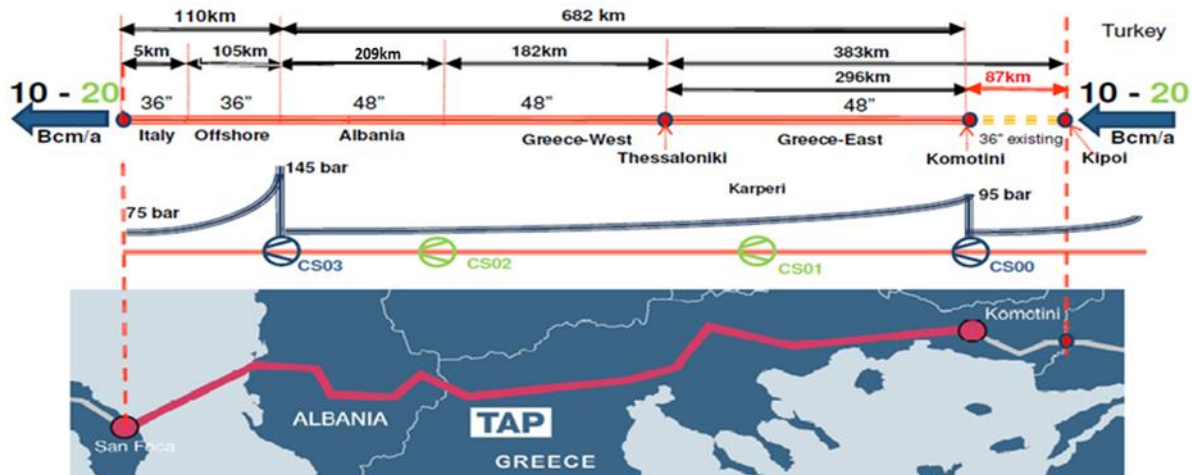 110km
682 km
Turkey
5km
105km
209km
182km
383km
296km
87km
10 - 20
36”
36”
48”
48”
48”
10 - 20
Bcm/a
Italy
Offshore
Albania
Greece-West
Greece-East
36” existing
Bcm/a
Thessaloniki
Komotini
Kipoi
145 bar
Karperi
95 bar
75 bar
CS03
CS02
CS01
CS00
Komotini
ALBANIA
TAP
San Foca
GREECE